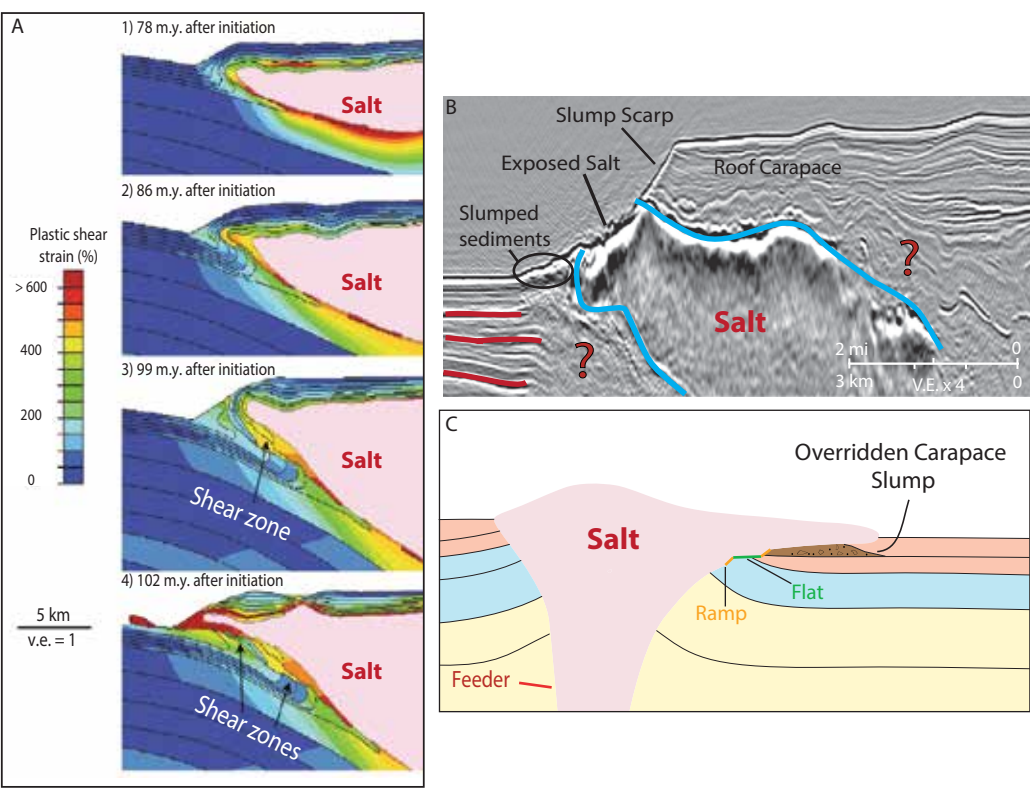 A
1) 78 m.y. after initiation
Salt
2) 86 m.y. after initiation
Salt
Plastic shear
strain (%)
> 600
400
200
0
3) 99 m.y. after initiation
Salt
Shear zone
4) 102 m.y. after initiation
5 km
v.e. = 1
Salt
Shear zones
B
Slump Scarp
Exposed Salt
Roof Carapace
Slumped
sediments
?
?
Salt
2 mi
0
3 km
V.E. x 4
0
C
Overridden Carapace
Slump
Salt
Flat
Ramp
Feeder